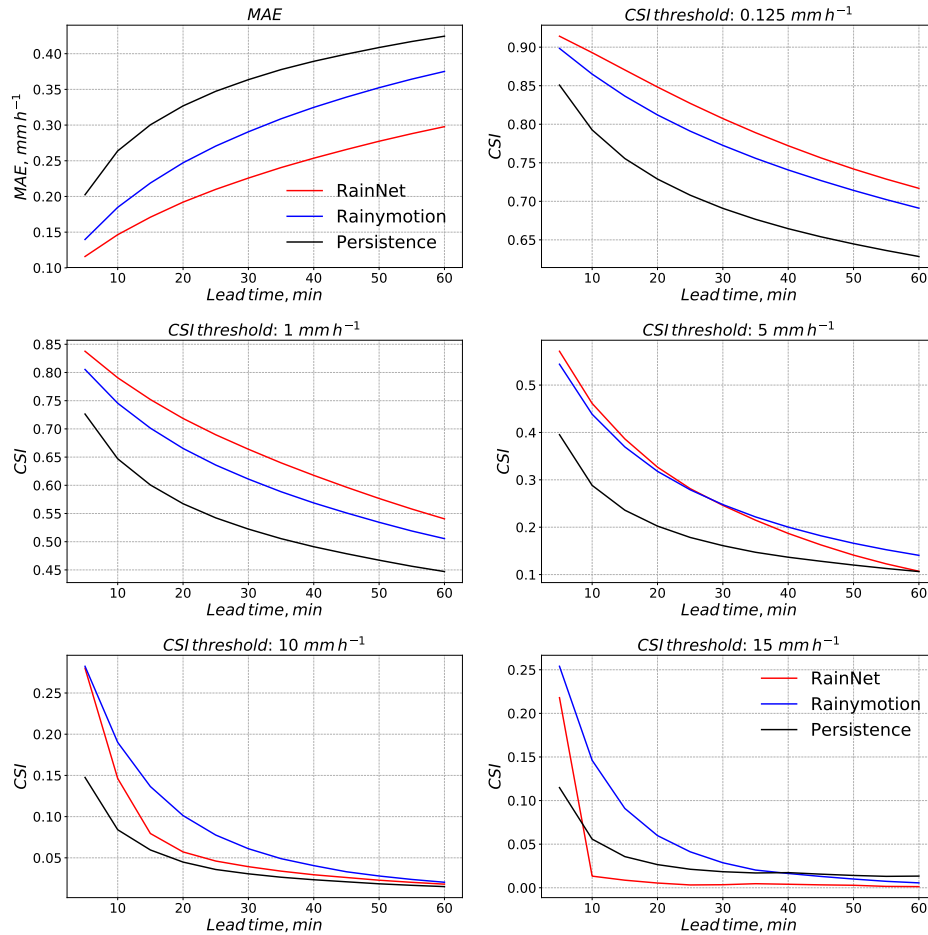 MAE
MAE, mm h⁻¹
0.40
0.35
0.30
0.25
0.20
0.15
0.10
RainNet
Rainymotion
Persistence
10 20 30 40 50 60
Lead time, min
CSI threshold: 0.125 mm h⁻¹
CSI
0.90
0.85
0.80
0.75
0.70
0.65
10 20 30 40 50 60
Lead time, min
CSI threshold: 1 mm h⁻¹
CSI
0.85
0.80
0.75
0.70
0.65
0.60
0.55
0.50
0.45
10 20 30 40 50 60
Lead time, min
CSI threshold: 5 mm h⁻¹
CSI
0.5
0.4
0.3
0.2
0.1
10 20 30 40 50 60
Lead time, min
CSI threshold: 10 mm h⁻¹
CSI
0.25
0.20
0.15
0.10
0.05
10 20 30 40 50 60
Lead time, min
CSI threshold: 15 mm h⁻¹
CSI
0.25
0.20
0.15
0.10
0.05
0.00
RainNet
Rainymotion
Persistence
10 20 30 40 50 60
Lead time, min